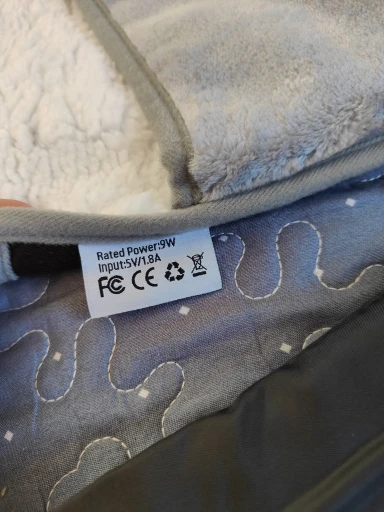 Rated Power:9W
Input:5V/1.8A
FC CE